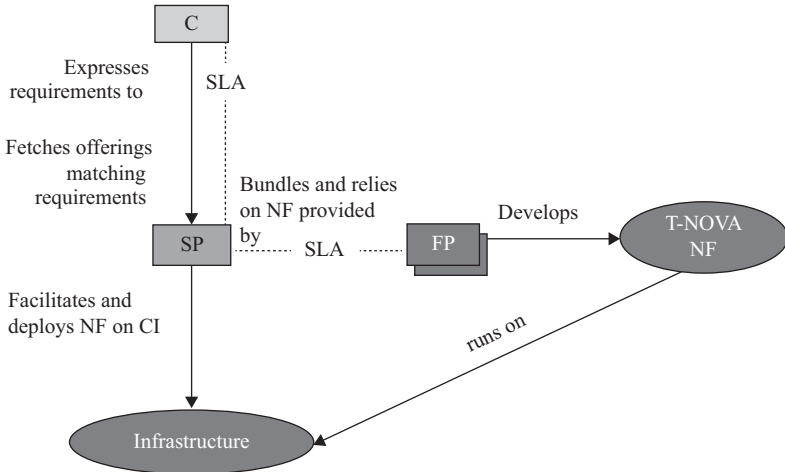 C
Expresses
requirements to
SLA
Fetches offerings
matching
requirements
Bundles and relies
on NF provided
by
SP
SLA
FP
Develops
T-NOVA
NF
Facilitates and
deploys NF on CI
runs on
Infrastructure